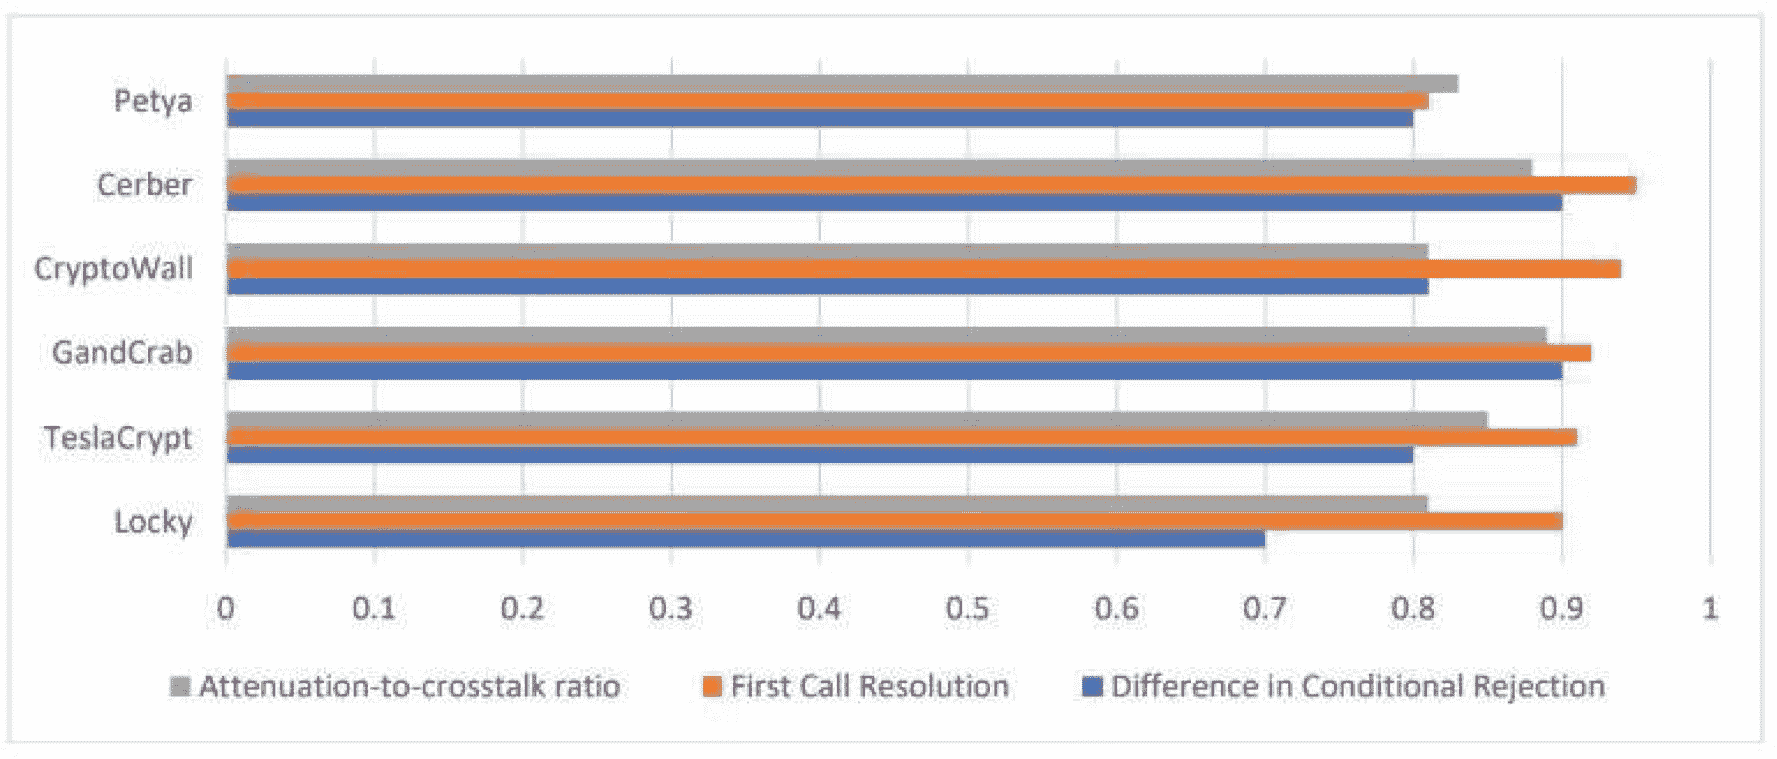 Petya
Cerber
CryptoWall
GandCrab
TeslaCrypt
Locky
0 0.1 0.2 0.3 0.4 0.5 0.6 0.7 0.8 0.9 1
Attenuation-to-crosstalk ratio First Call Resolution Difference in Conditional Rejection